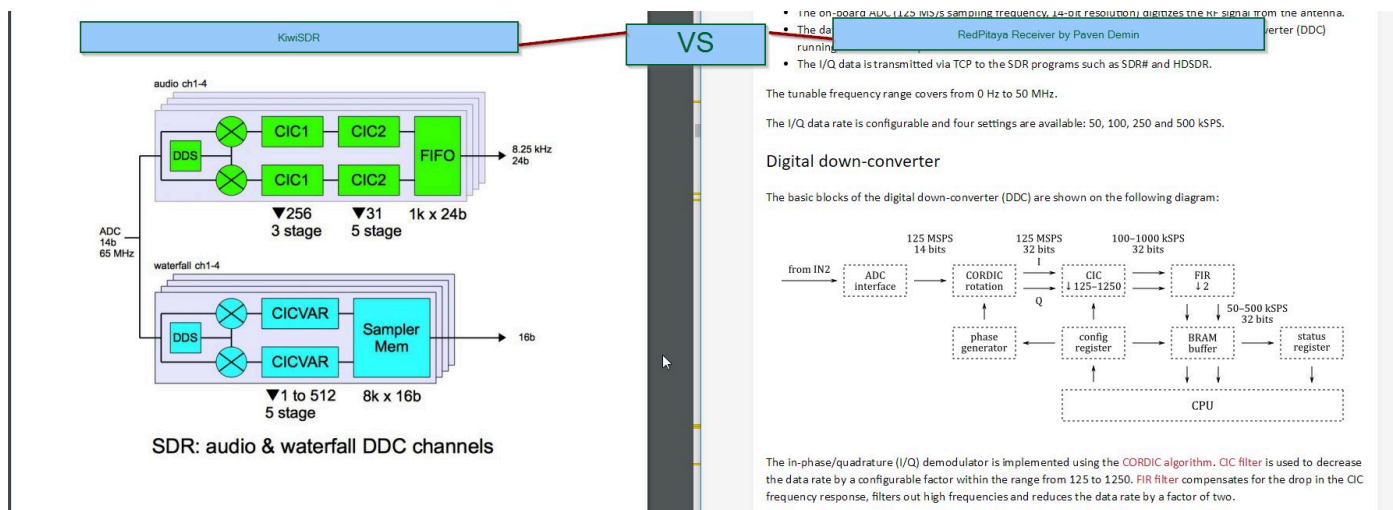 KiwiSDR
VS
RedPitaya Receiver by Paven Demin
audio ch1-4
DDS
CIC1
CIC2
CIC1
CIC2
FIFO
8.25 kHz
24b
▼256
3 stage
▼31
5 stage
1k x 24b
ADC
14b
65 MHz
waterfall ch1-4
DDS
CICVAR
CICVAR
Sampler
Mem
16b
▼1 to 512
5 stage
8k x 16b
SDR: audio & waterfall DDC channels
• The on-board ADC (125 MS/s sampling frequency, 14-bit resolution) digitizes the RF signal from the antenna.
• The da
verter (DDC)
running
• The I/Q data is transmitted via TCP to the SDR programs such as SDR# and HDSDR.
The tunable frequency range covers from 0 Hz to 50 MHz.
The I/Q data rate is configurable and four settings are available: 50, 100, 250 and 500 kSPS.
Digital down-converter
The basic blocks of the digital down-converter (DDC) are shown on the following diagram:
125 MSPS
14 bits
125 MSPS
32 bits
100–1000 kSPS
32 bits
from IN2
ADC
interface
CORDIC
rotation
I
Q
CIC
↓125–1250
FIR
↓2
50–500 kSPS
32 bits
phase
generator
config
register
BRAM
buffer
status
register
CPU
The in-phase/quadrature (I/Q) demodulator is implemented using the CORDIC algorithm. CIC filter is used to decrease
the data rate by a configurable factor within the range from 125 to 1250. FIR filter compensates for the drop in the CIC
frequency response, filters out high frequencies and reduces the data rate by a factor of two.